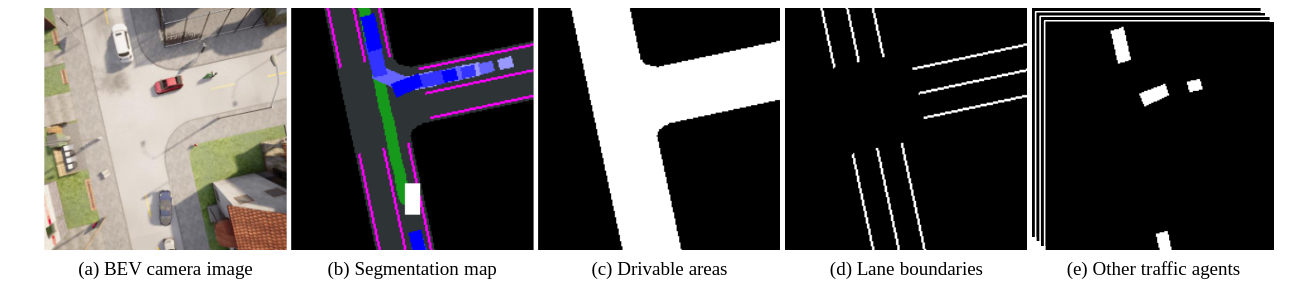 (a) BEV camera image
(b) Segmentation map
(c) Drivable areas
(d) Lane boundaries
(e) Other traffic agents